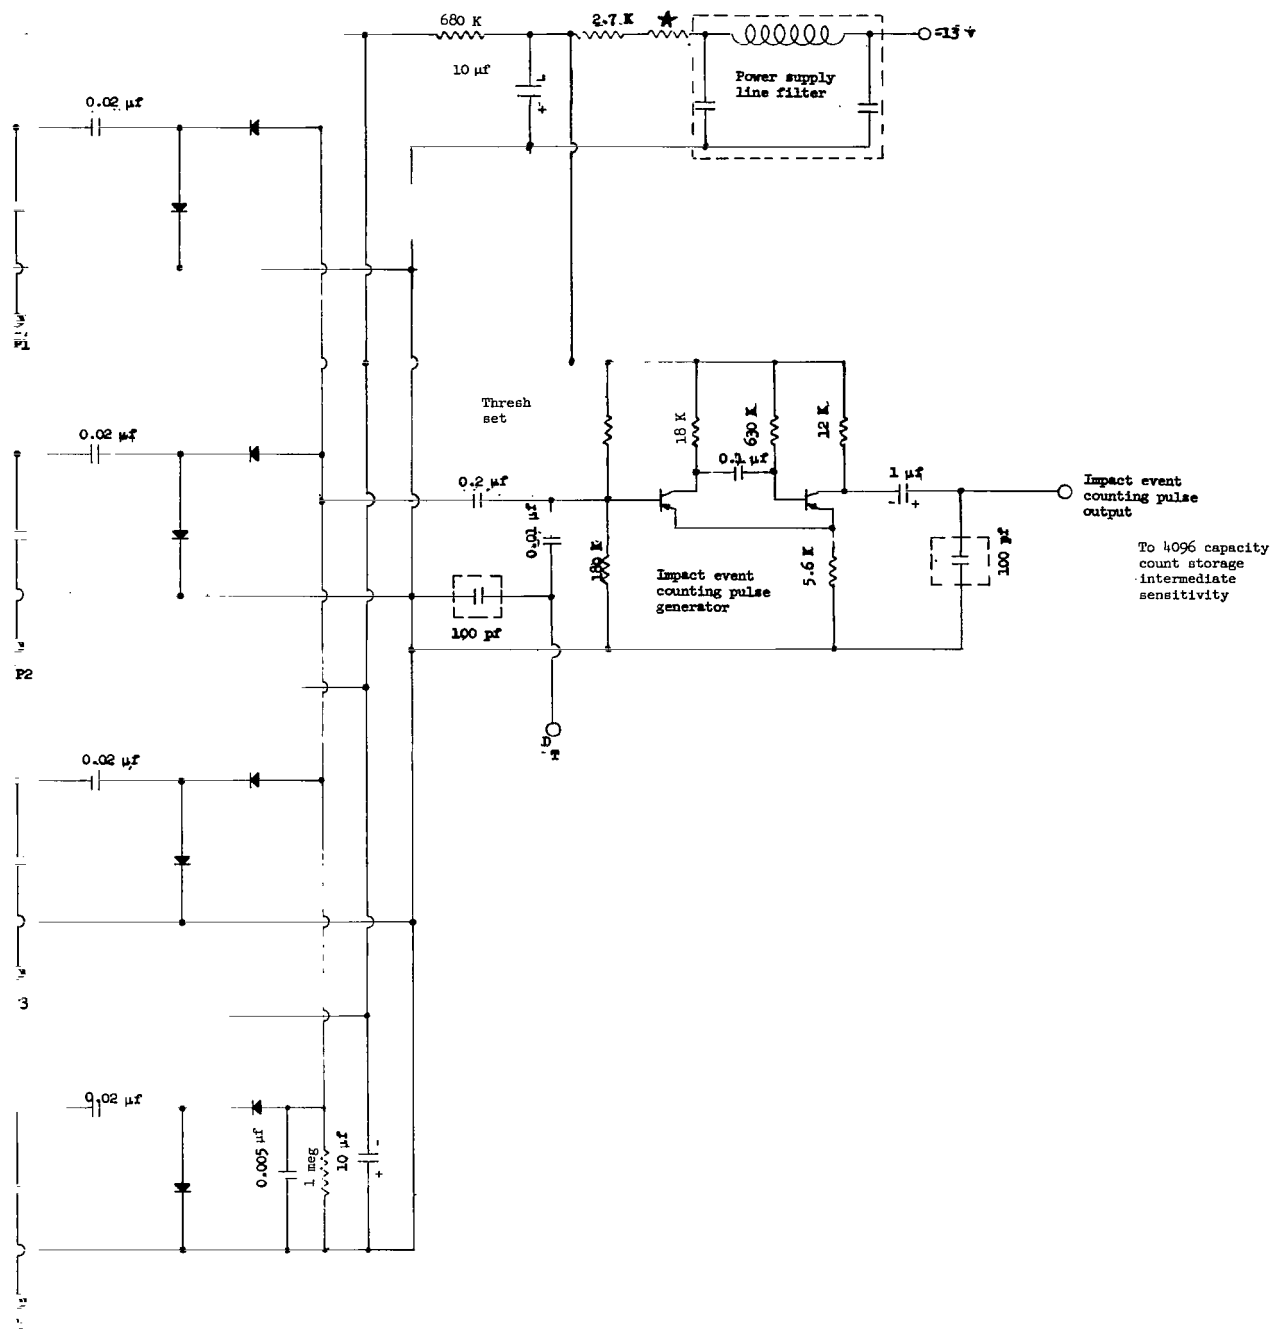 680 K
2.7 K
★
10 µf
Power supply
line filter
-
+
0.02 µf
0.02 µf
Thresh
set
18 K
630 K
12 K
0.1 µf
0.2 µf
0.01 µf
180 K
1 µf
-
+
Impact event
counting pulse
output
Impact event
counting pulse
generator
5.6 K
100 pf
To 4096 capacity
count storage
intermediate
sensitivity
100 pf
P2
0.02 µf
3
0.02 µf
0.005 µf
1 meg
10 µf
-
+